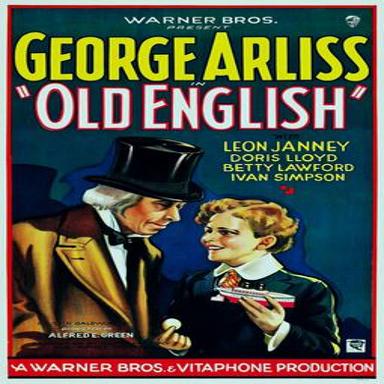 WARNER BROS.
PRESENT
GEORGE ARLISS
IN
"OLD ENGLISH"
WITH
LEON JANNEY
DORIS LLOYD
BETTY LAWFORD
IVAN SIMPSON
ALFRED E. GREEN
A WARNER BROS. & VITAPHONE PRODUCTION